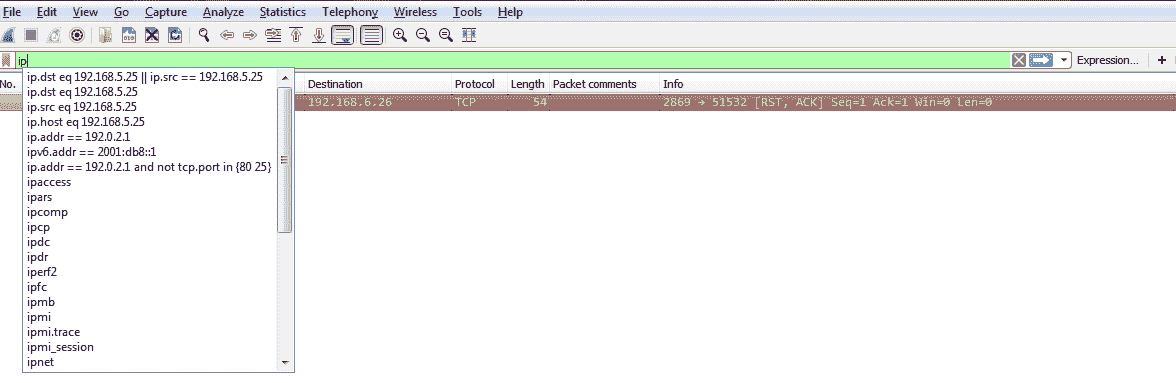 File Edit View Go Capture Analyze Statistics Telephony Wireless Tools Help
ip
Expression... +
No. Destination Protocol Length Packet comments Info
192.168.6.26 TCP 54 2869 → 51532 [RST, ACK] Seq=1 Ack=1 Win=0 Len=0
ip.dst eq 192.168.5.25 || ip.src == 192.168.5.25
ip.dst eq 192.168.5.25
ip.src eq 192.168.5.25
ip.host eq 192.168.5.25
ip.addr == 192.0.2.1
ipv6.addr == 2001:db8::1
ip.addr == 192.0.2.1 and not tcp.port in {80 25}
ipaccess
ipars
ipcomp
ipcp
ipdc
ipdr
iperf2
ipfc
ipmb
ipmi
ipmi.trace
ipmi_session
ipnet